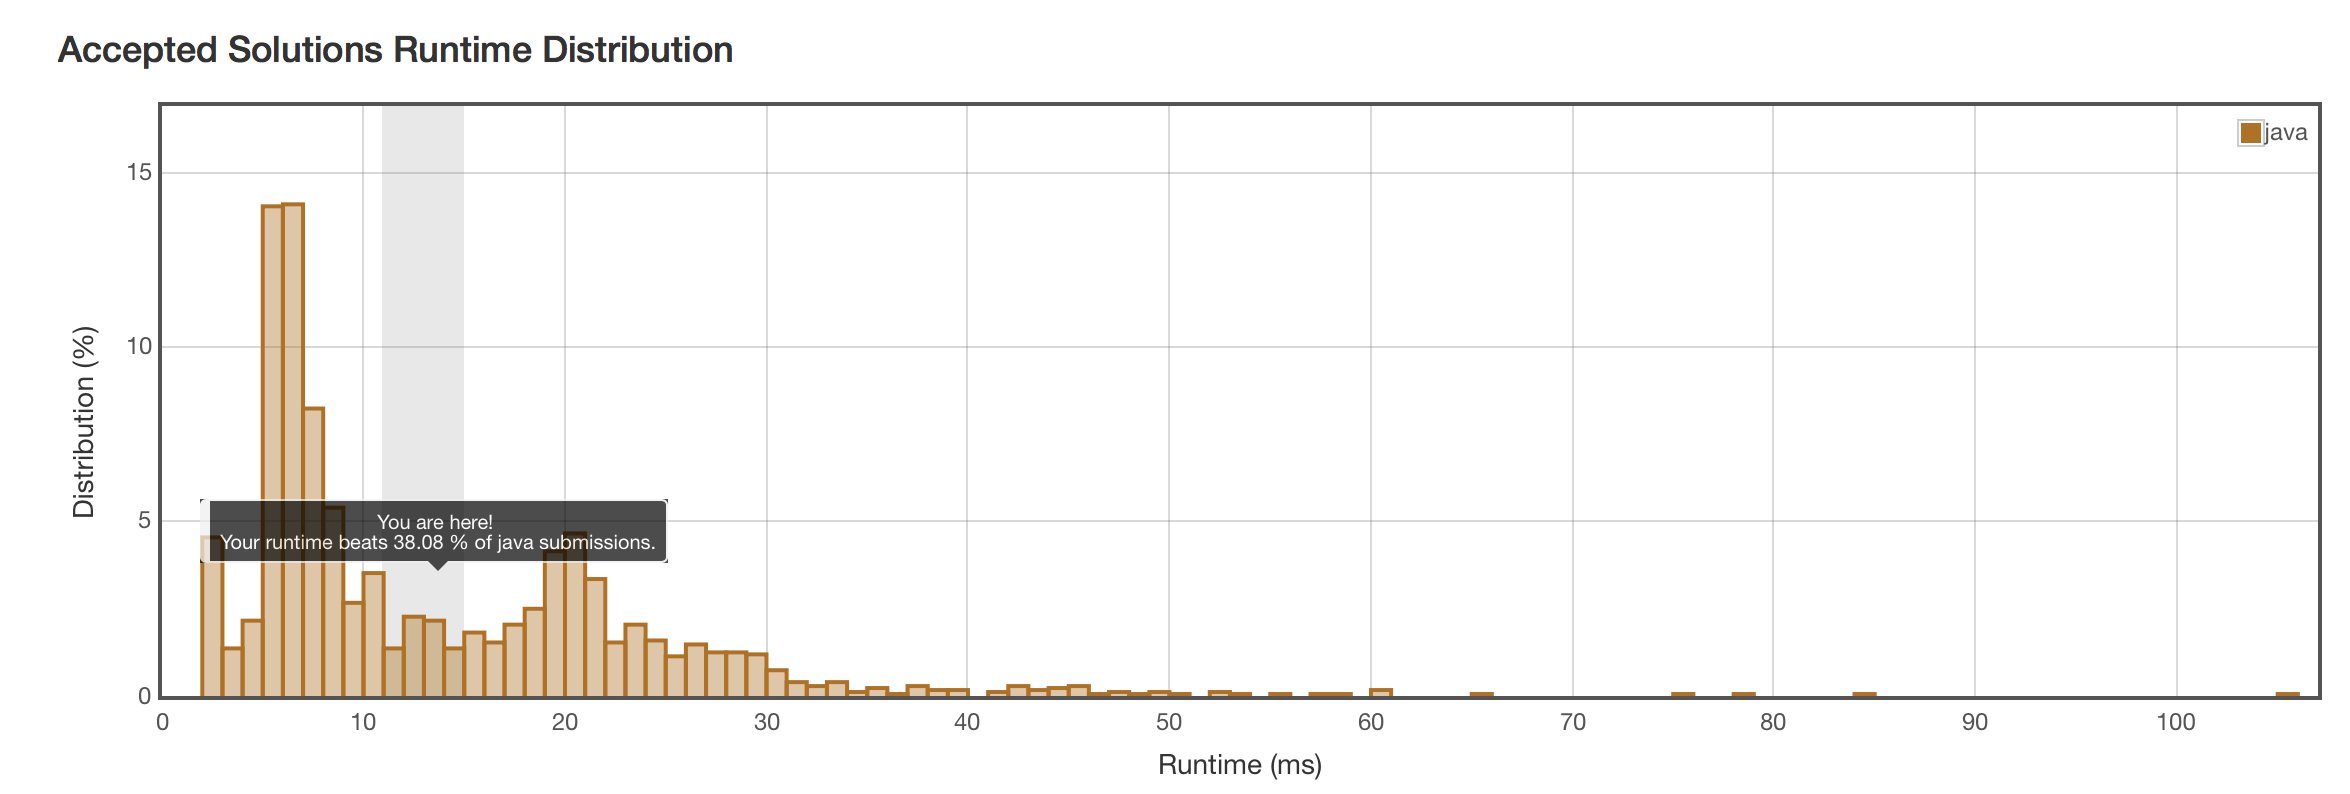 Accepted Solutions Runtime Distribution
java
15
10
5
0
Distribution (%)
You are here!
Your runtime beats 38.08 % of java submissions.
0 10 20 30 40 50 60 70 80 90 100
Runtime (ms)